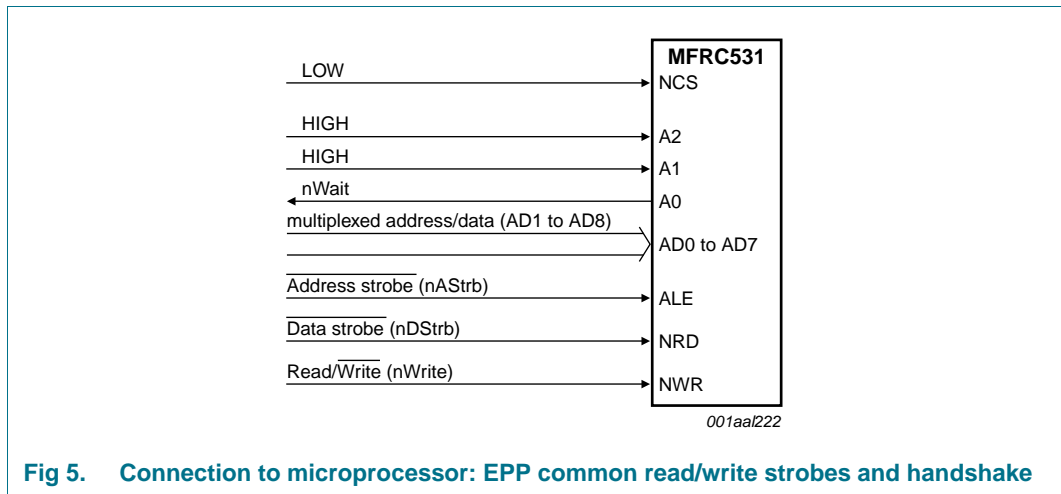 MFRC531
LOW
NCS
HIGH
A2
HIGH
A1
nWait
A0
multiplexed address/data (AD1 to AD8)
AD0 to AD7
Address strobe (nAStrb)
ALE
Data strobe (nDStrb)
NRD
Read/Write (nWrite)
NWR
001aal222
Fig 5. Connection to microprocessor: EPP common read/write strobes and handshake